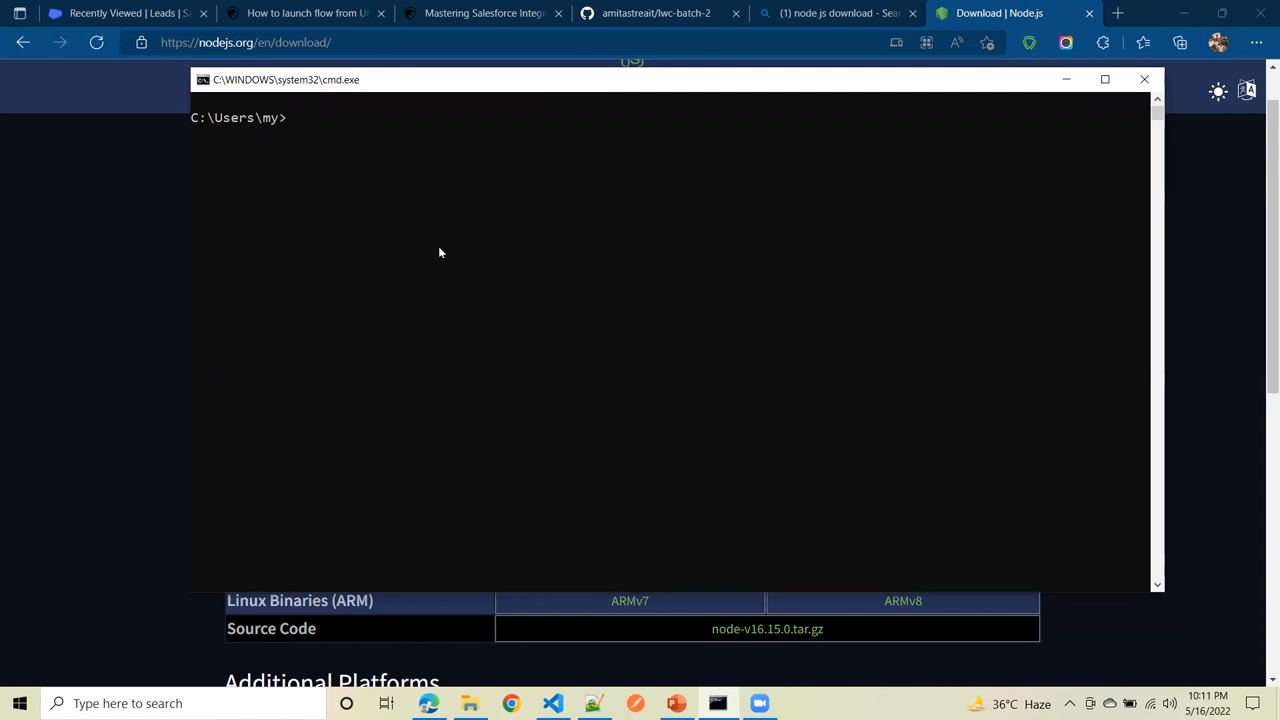 Recently Viewed | Leads | S
How to launch flow from U
Mastering Salesforce Integr
amitastreait/lwc-batch-2
(1) node js download - Sea
Download | Node.js
https://nodejs.org/en/download/
C:\WINDOWS\system32\cmd.exe
C:\Users\my>
Linux Binaries (ARM)
ARMv7
ARMv8
Source Code
node-v16.15.0.tar.gz
Additional Platforms
Type here to search
36°C Haze
10:11 PM
5/16/2022